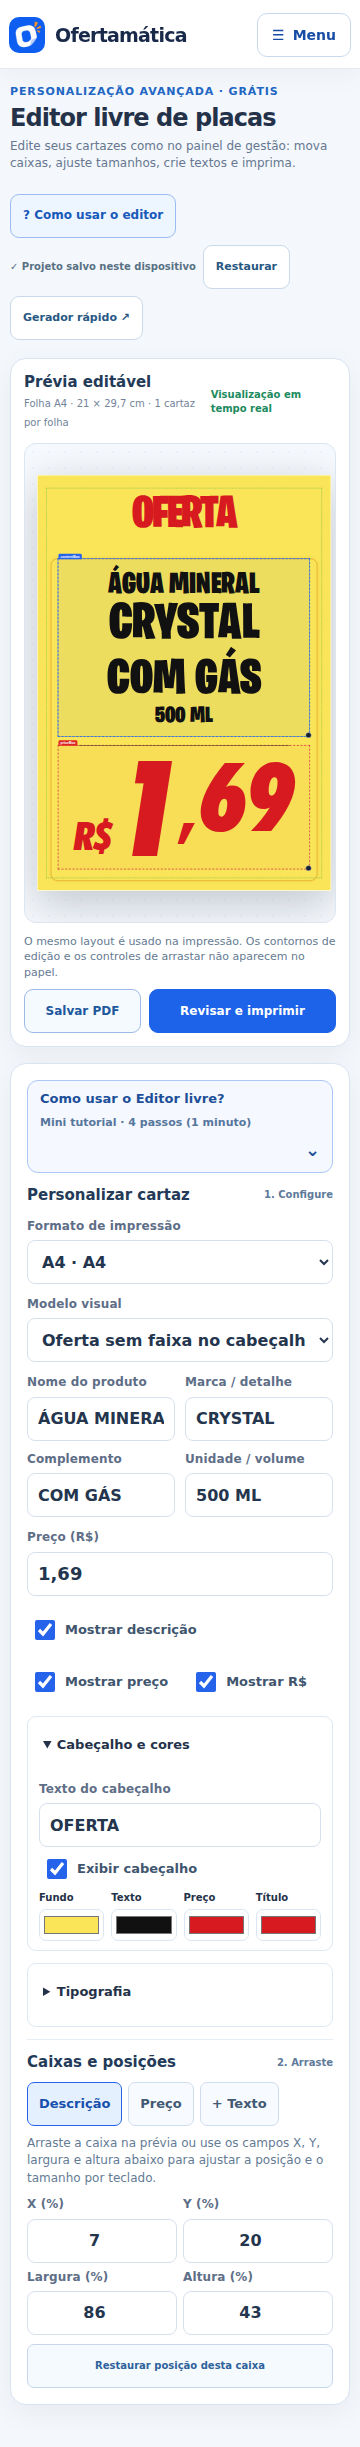 Ofertamática
☰ Menu
PERSONALIZAÇÃO AVANÇADA · GRÁTIS
Editor livre de placas
Edite seus cartazes como no painel de gestão: mova
caixas, ajuste tamanhos, crie textos e imprima.
? Como usar o editor
✓ Projeto salvo neste dispositivo
Restaurar
Gerador rápido ↗
Prévia editável
Folha A4 · 21 × 29,7 cm · 1 cartaz
por folha
Visualização em
tempo real
OFERTA
ÁGUA MINERAL
CRYSTAL
COM GÁS
500 ML
R$ 1,69
O mesmo layout é usado na impressão. Os contornos de
edição e os controles de arrastar não aparecem no
papel.
Salvar PDF
Revisar e imprimir
Como usar o Editor livre?
Mini tutorial · 4 passos (1 minuto)
Personalizar cartaz
1. Configure
Formato de impressão
A4 · A4
Modelo visual
Oferta sem faixa no cabeçalh
Nome do produto
Marca / detalhe
ÁGUA MINERA
CRYSTAL
Complemento
Unidade / volume
COM GÁS
500 ML
Preço (R$)
1,69
Mostrar descrição
Mostrar preço
Mostrar R$
▼ Cabeçalho e cores
Texto do cabeçalho
OFERTA
Exibir cabeçalho
Fundo
Texto
Preço
Título
▶ Tipografia
Caixas e posições
2. Arraste
Descrição
Preço
+ Texto
Arraste a caixa na prévia ou use os campos X, Y,
largura e altura abaixo para ajustar a posição e o
tamanho por teclado.
X (%)
Y (%)
7
20
Largura (%)
Altura (%)
86
43
Restaurar posição desta caixa